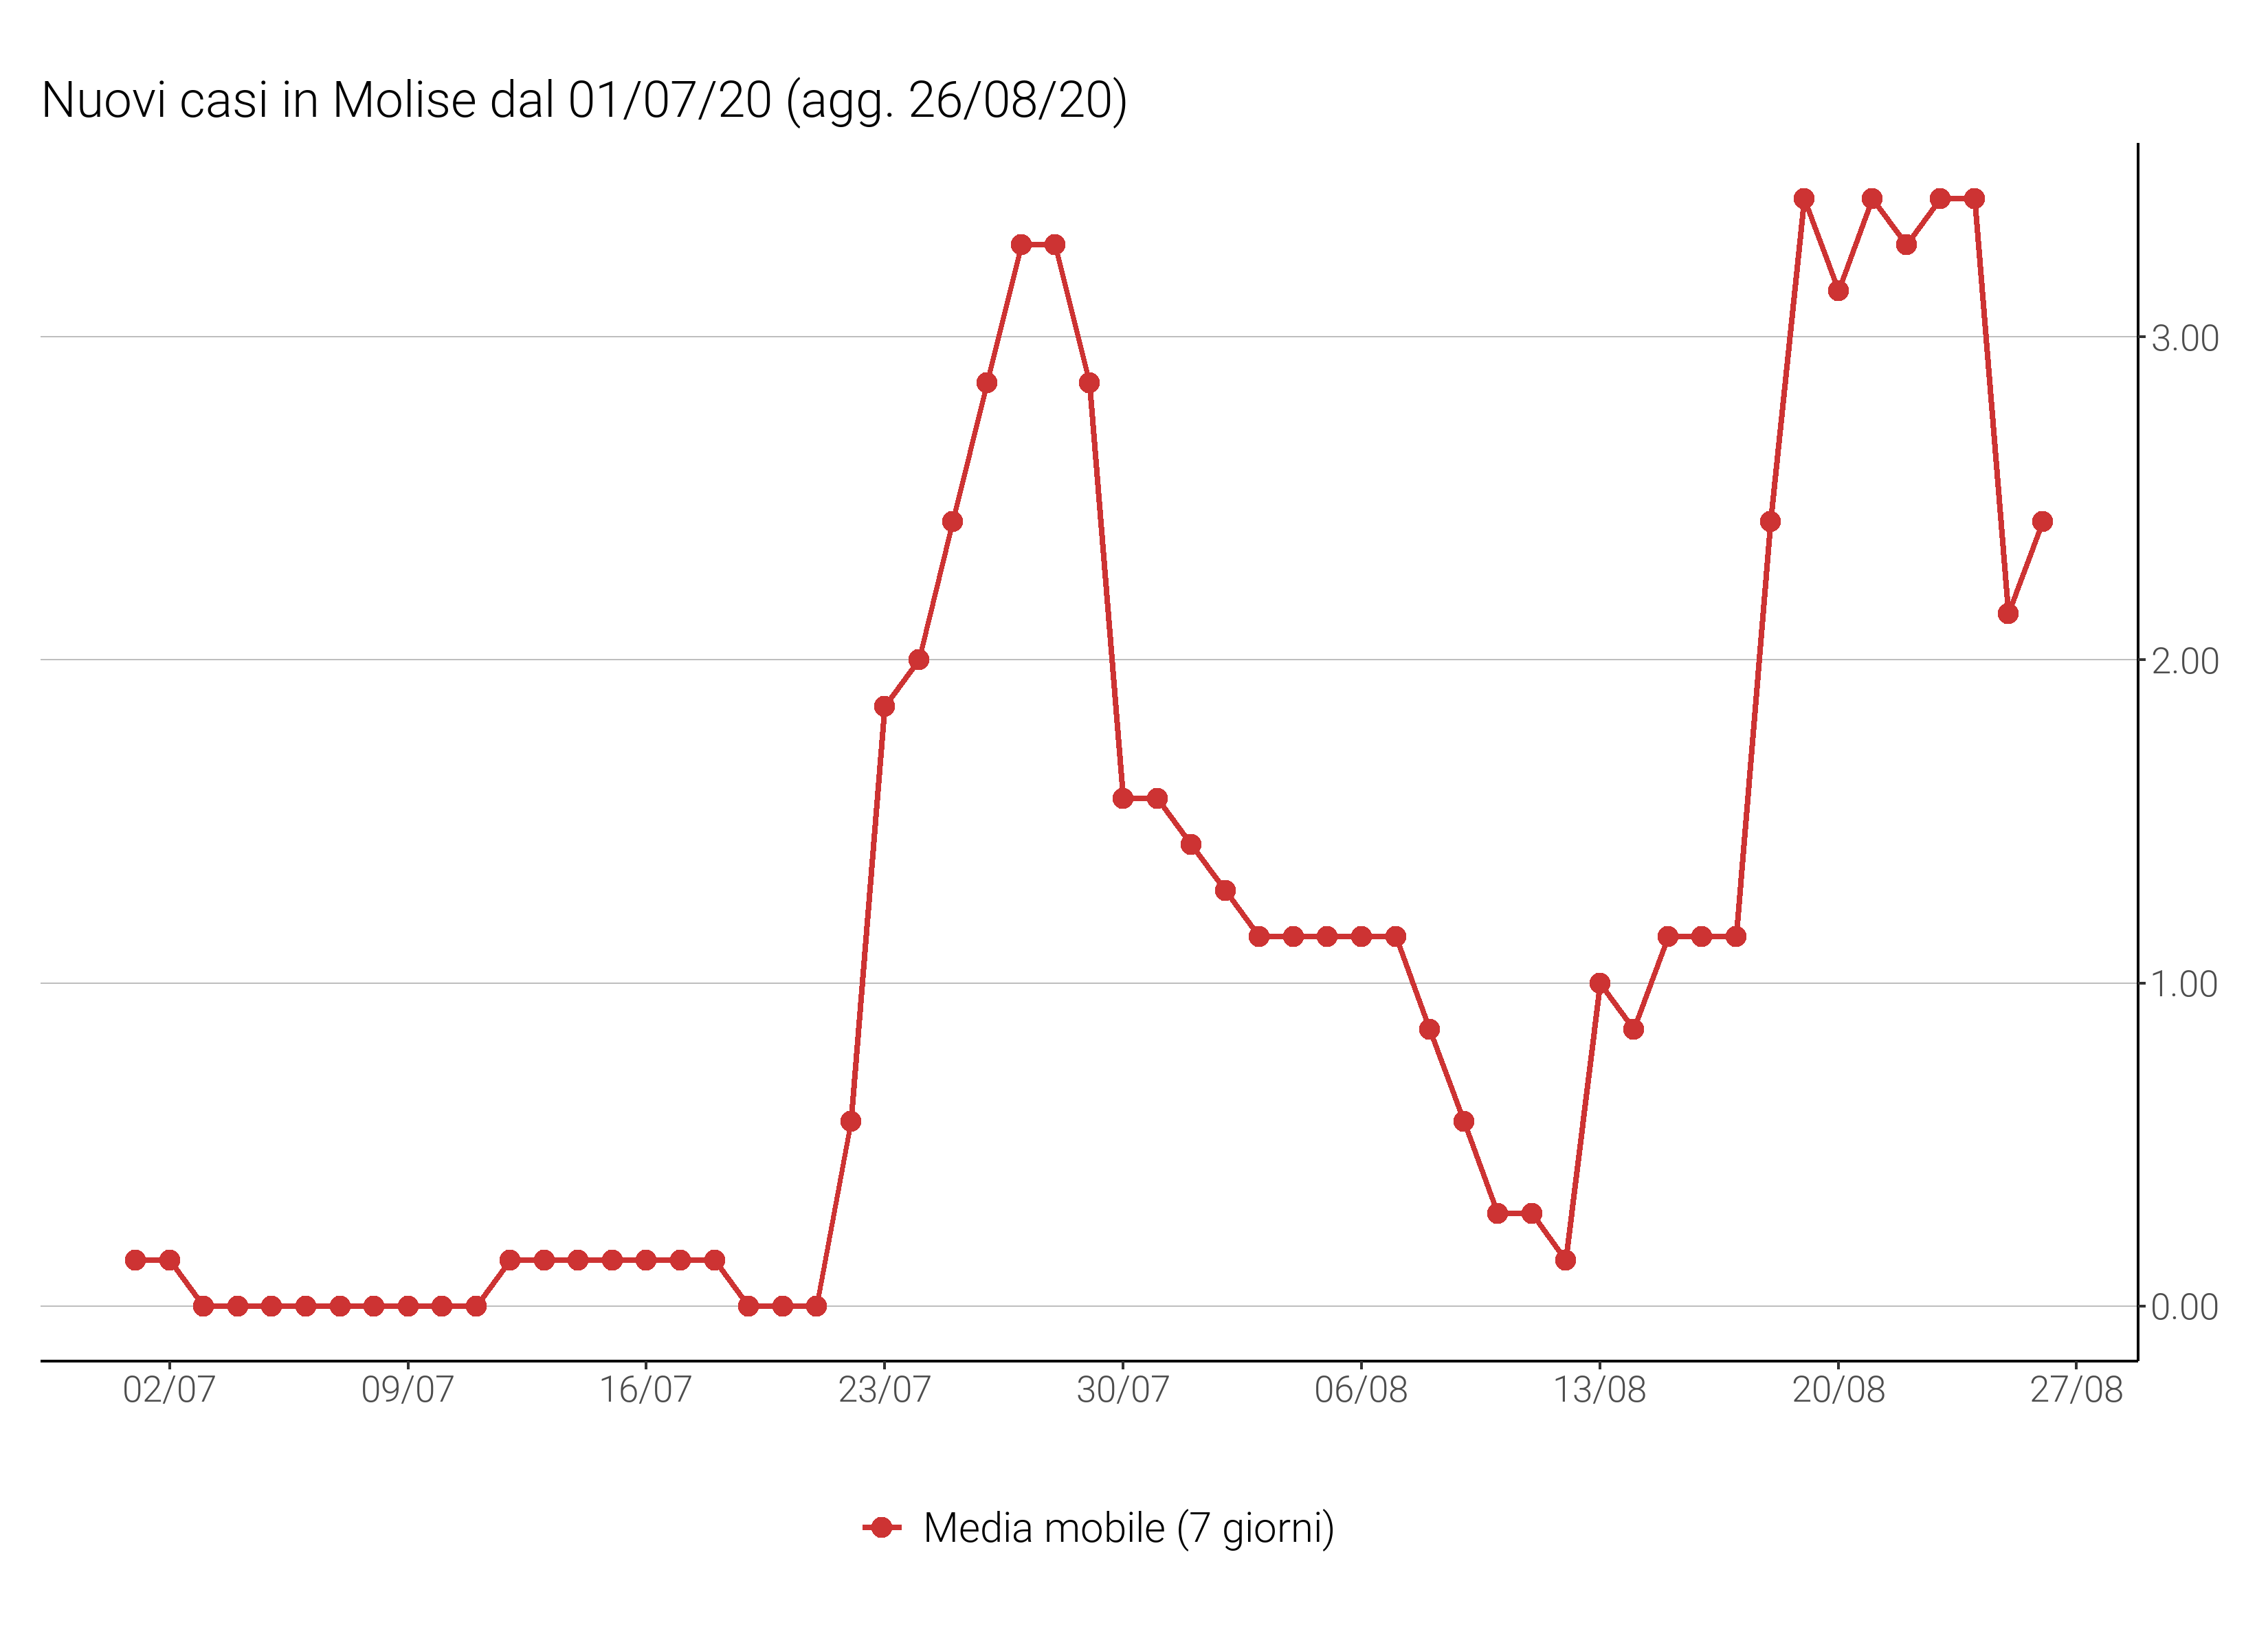 Nuovi casi in Molise dal 01/07/20 (agg. 26/08/20)
3.00
2.00
1.00
0.00
02/07 09/07 16/07 23/07 30/07 06/08 13/08 20/08 27/08
Media mobile (7 giorni)